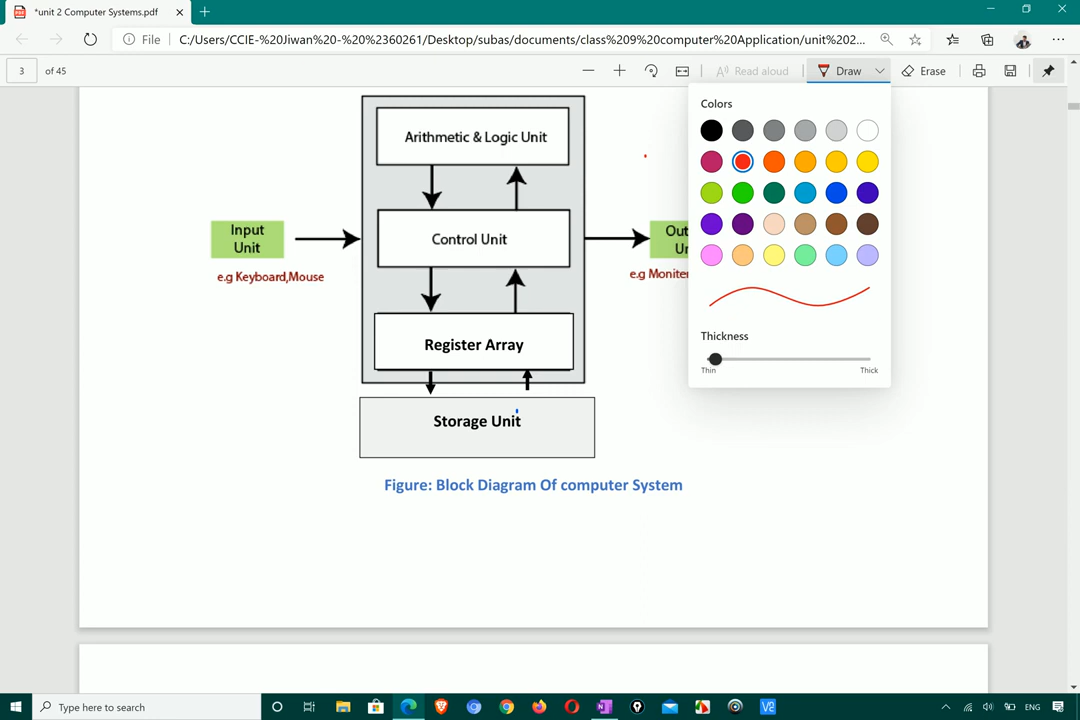 *unit 2 Computer Systems.pdf
File
C:/Users/CCIE-%20Jiwan%20-%20%2360261/Desktop/subas/documents/class%209%20computer%20Application/unit%202...
3 of 45
Read aloud
Draw
Erase
Colors
Thickness
Thin
Thick
Arithmetic & Logic Unit
Input
Unit
Control Unit
Out
Ur
e.g Keyboard,Mouse
e.g Moniter
Register Array
Storage Unit
Figure: Block Diagram Of computer System
Type here to search
ENG